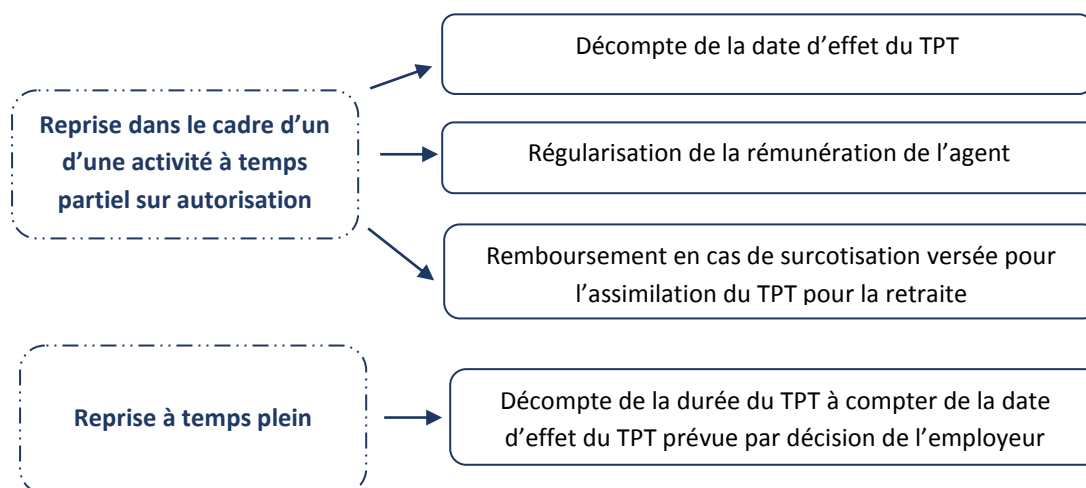 Décompte de la date d’effet du TPT
Reprise dans le cadre d’un
d’une activité à temps
partiel sur autorisation
Régularisation de la rémunération de l’agent
Remboursement en cas de surcotisation versée pour
l’assimilation du TPT pour la retraite
Reprise à temps plein
Décompte de la durée du TPT à compter de la date
d’effet du TPT prévue par décision de l’employeur